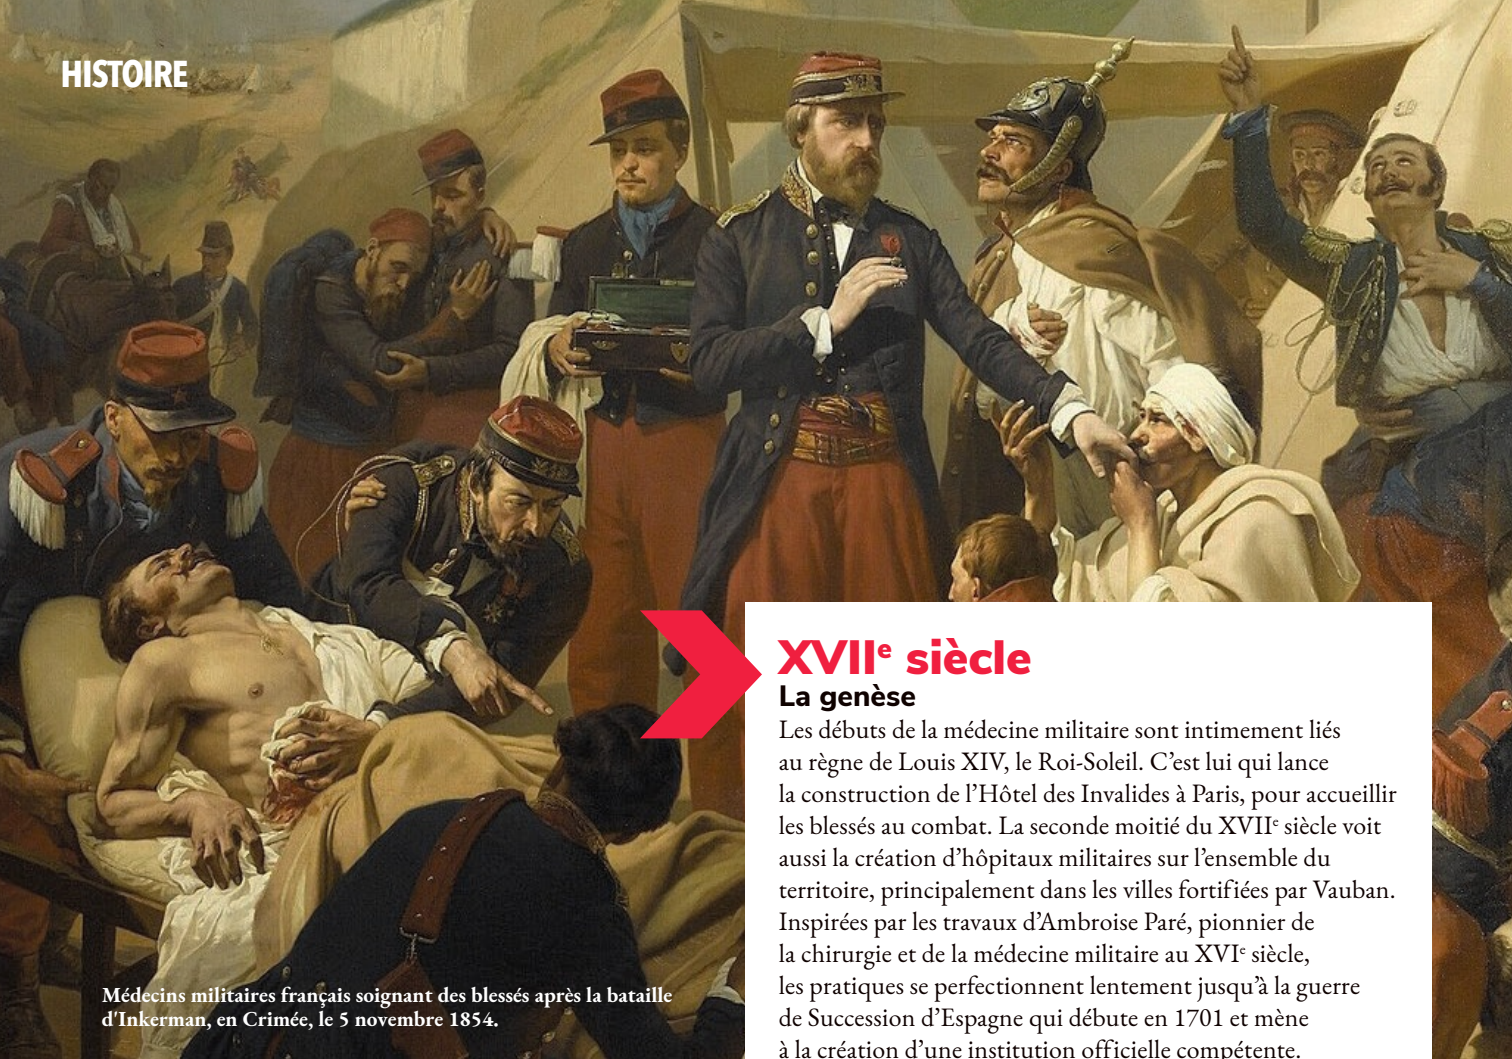 HISTOIRE
XVIIe siècle
La genèse
Les débuts de la médecine militaire sont intimement liés
au règne de Louis XIV, le Roi-Soleil. C’est lui qui lance
la construction de l’Hôtel des Invalides à Paris, pour accueillir
les blessés au combat. La seconde moitié du XVIIe siècle voit
aussi la création d’hôpitaux militaires sur l’ensemble du
territoire, principalement dans les villes fortifiées par Vauban.
Inspirées par les travaux d’Ambroise Paré, pionnier de
la chirurgie et de la médecine militaire au XVIe siècle,
les pratiques se perfectionnent lentement jusqu’à la guerre
de Succession d’Espagne qui débute en 1701 et mène
à la création d’une institution officielle compétente.
Médecins militaires français soignant des blessés après la bataille
d'Inkerman, en Crimée, le 5 novembre 1854.